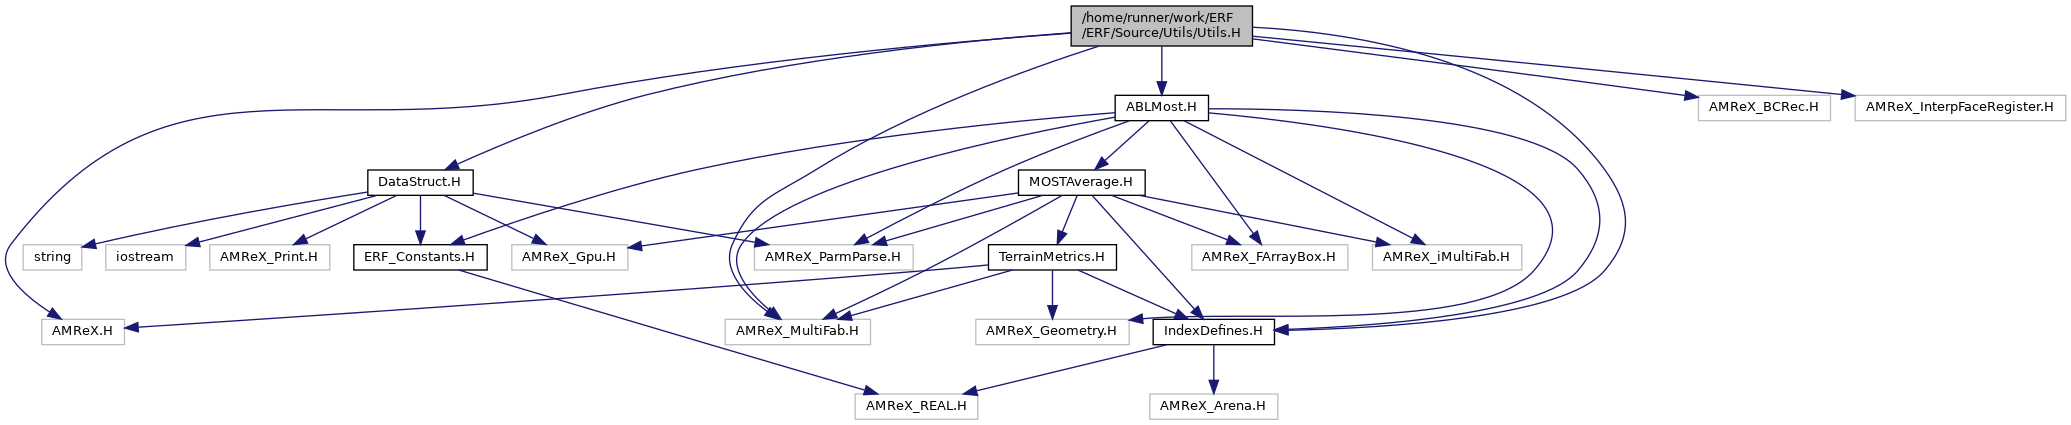 /home/runner/work/ERF
/ERF/Source/Utils/Utils.H
ABLMost.H
AMReX_BCRec.H
AMReX_InterpFaceRegister.H
DataStruct.H
MOSTAverage.H
string
iostream
AMReX_Print.H
ERF_Constants.H
AMReX_Gpu.H
AMReX_ParmParse.H
TerrainMetrics.H
AMReX_FArrayBox.H
AMReX_iMultiFab.H
AMReX.H
AMReX_MultiFab.H
AMReX_Geometry.H
IndexDefines.H
AMReX_REAL.H
AMReX_Arena.H